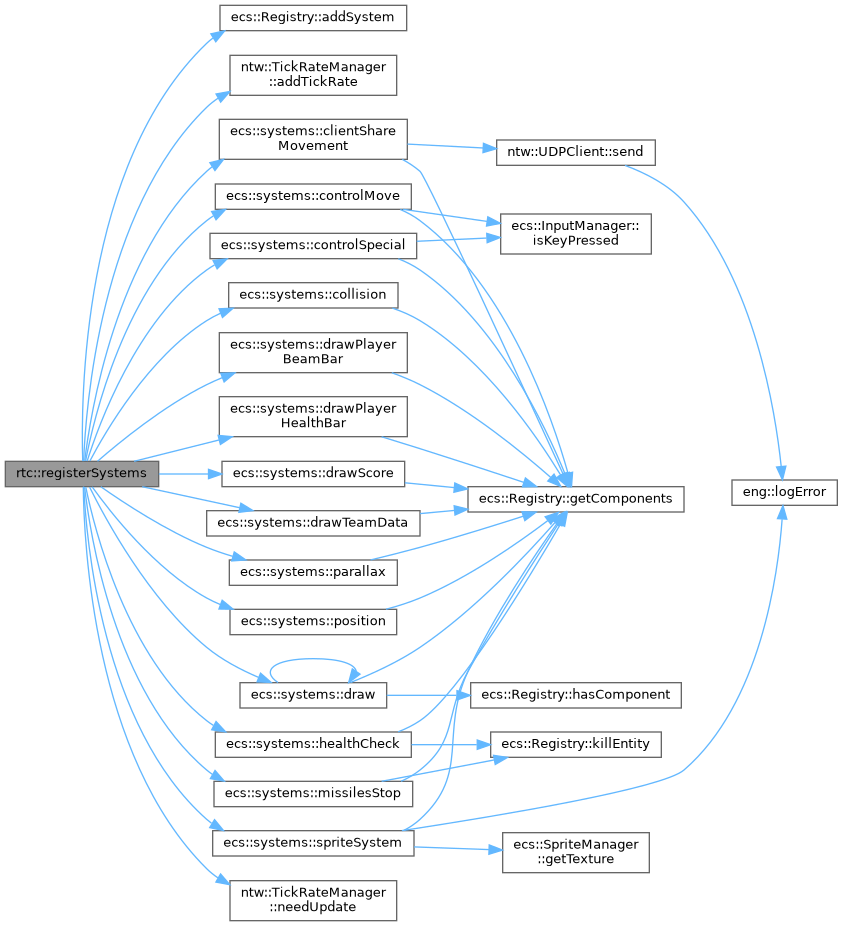 rtc::registerSystems
ecs::Registry::addSystem
ntw::TickRateManager
::addTickRate
ecs::systems::clientShare
Movement
ecs::systems::controlMove
ecs::systems::controlSpecial
ecs::systems::collision
ecs::systems::drawPlayer
BeamBar
ecs::systems::drawPlayer
HealthBar
ecs::systems::drawScore
ecs::systems::drawTeamData
ecs::systems::parallax
ecs::systems::position
ecs::systems::draw
ecs::systems::healthCheck
ecs::systems::missilesStop
ecs::systems::spriteSystem
ntw::TickRateManager
::needUpdate
ntw::UDPClient::send
ecs::InputManager::
isKeyPressed
ecs::Registry::getComponents
ecs::Registry::hasComponent
ecs::Registry::killEntity
ecs::SpriteManager
::getTexture
eng::logError